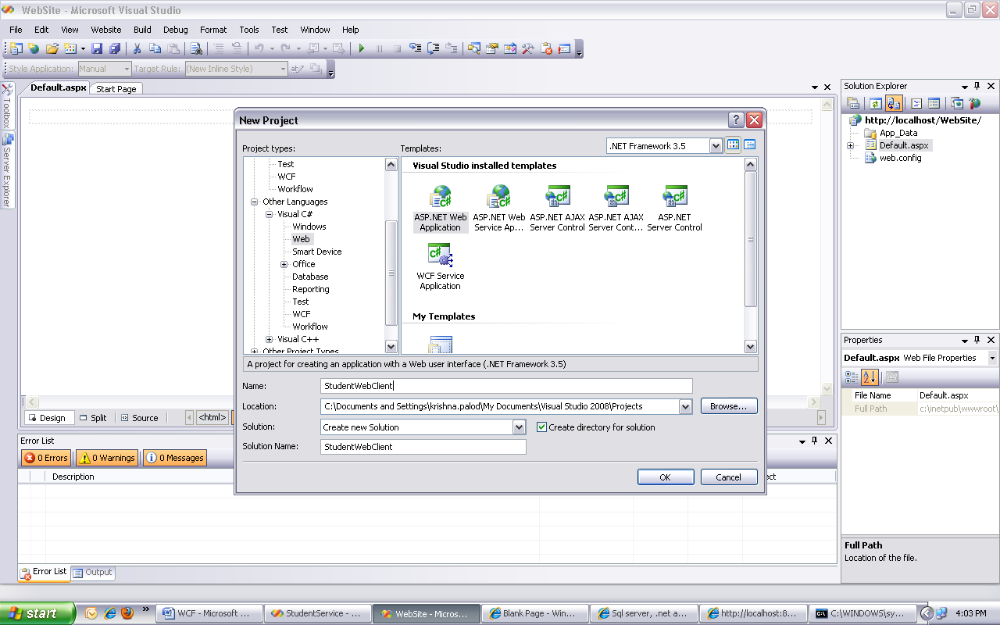 WebSite - Microsoft Visual Studio
File Edit View Website Build Debug Format Tools Test Window Help
Style Application: Manual Target Rule: (New Inline Style)
Default.aspx Start Page
Toolbox
Server Explorer
New Project
Project types:
Templates:
.NET Framework 3.5
Test
WCF
Workflow
Other Languages
Visual C#
Windows
Web
Smart Device
Office
Database
Reporting
Test
WCF
Workflow
Visual C++
Other Project Types
Visual Studio installed templates
ASP.NET Web Application
ASP.NET Web Service Ap...
ASP.NET AJAX Server Control
ASP.NET AJAX Server Cont...
ASP.NET Server Control
WCF Service Application
My Templates
A project for creating an application with a Web user interface (.NET Framework 3.5)
Name: StudentWebClient
Location: C:\Documents and Settings\krishna.palod\My Documents\Visual Studio 2008\Projects Browse...
Solution: Create new Solution Create directory for solution
Solution Name: StudentWebClient
OK Cancel
Design Split Source <html>
Error List
0 Errors 0 Warnings 0 Messages
Description
Error List Output
Solution Explorer
http://localhost/WebSite/
App_Data
Default.aspx
web.config
Properties
Default.aspx Web File Properties
File Name Default.aspx
Full Path c:\inetpub\wwwroot\
Full Path
Location of the file.
start
WCF - Microsoft ...
StudentService - ...
WebSite - Micros...
Blank Page - Win...
Sql server, .net a...
http://localhost:8...
C:\WINDOWS\sy...
4:03 PM